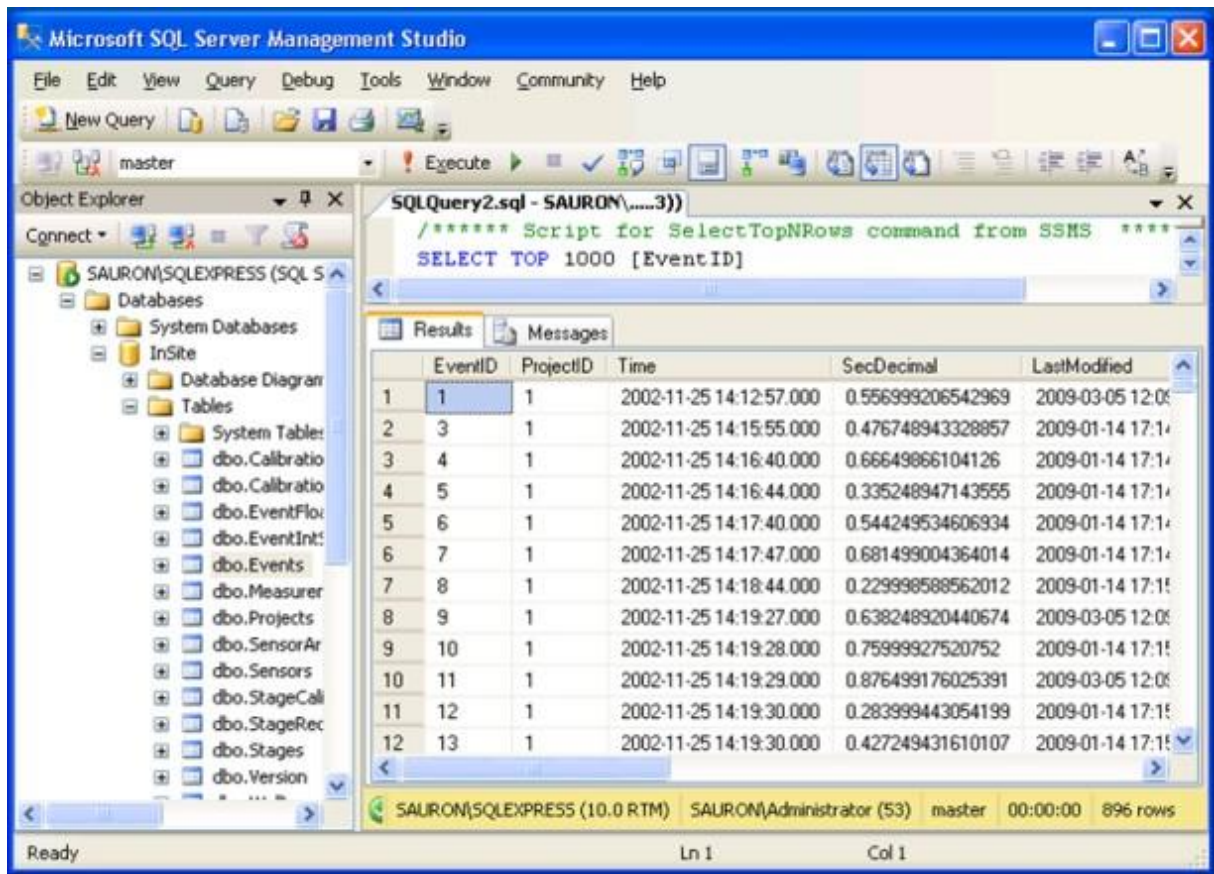 Microsoft SQL Server Management Studio
File Edit View Query Debug Tools Window Community Help
New Query
master Execute
Object Explorer
SQLQuery2.sql - SAURON\.....3))
Connect
/****** Script for SelectTopNRows command from SSMS ****
SELECT TOP 1000 [EventID]
SAURON\SQLEXPRESS (SQL S
Databases
System Databases
InSite
Database Diagram
Tables
System Tables
dbo.Calibratio
dbo.Calibratio
dbo.EventFloa
dbo.EventIntS
dbo.Events
dbo.Measurer
dbo.Projects
dbo.SensorAr
dbo.Sensors
dbo.StageCali
dbo.StageRec
dbo.Stages
dbo.Version
Results Messages
EventID ProjectID Time SecDecimal LastModified
1 1 1 2002-11-25 14:12:57.000 0.556999206542969 2009-03-05 12:09
2 3 1 2002-11-25 14:15:55.000 0.476748943328857 2009-01-14 17:14
3 4 1 2002-11-25 14:16:40.000 0.66649866104126 2009-01-14 17:14
4 5 1 2002-11-25 14:16:44.000 0.335248947143555 2009-01-14 17:14
5 6 1 2002-11-25 14:17:40.000 0.544249534606934 2009-01-14 17:14
6 7 1 2002-11-25 14:17:47.000 0.681499004364014 2009-01-14 17:14
7 8 1 2002-11-25 14:18:44.000 0.229998588562012 2009-01-14 17:15
8 9 1 2002-11-25 14:19:27.000 0.638248920440674 2009-03-05 12:09
9 10 1 2002-11-25 14:19:28.000 0.75999927520752 2009-01-14 17:15
10 11 1 2002-11-25 14:19:29.000 0.876499176025391 2009-03-05 12:09
11 12 1 2002-11-25 14:19:30.000 0.283999443054199 2009-01-14 17:15
12 13 1 2002-11-25 14:19:30.000 0.427249431610107 2009-01-14 17:15
SAURON\SQLEXPRESS (10.0 RTM) SAURON\Administrator (53) master 00:00:00 896 rows
Ready Ln 1 Col 1